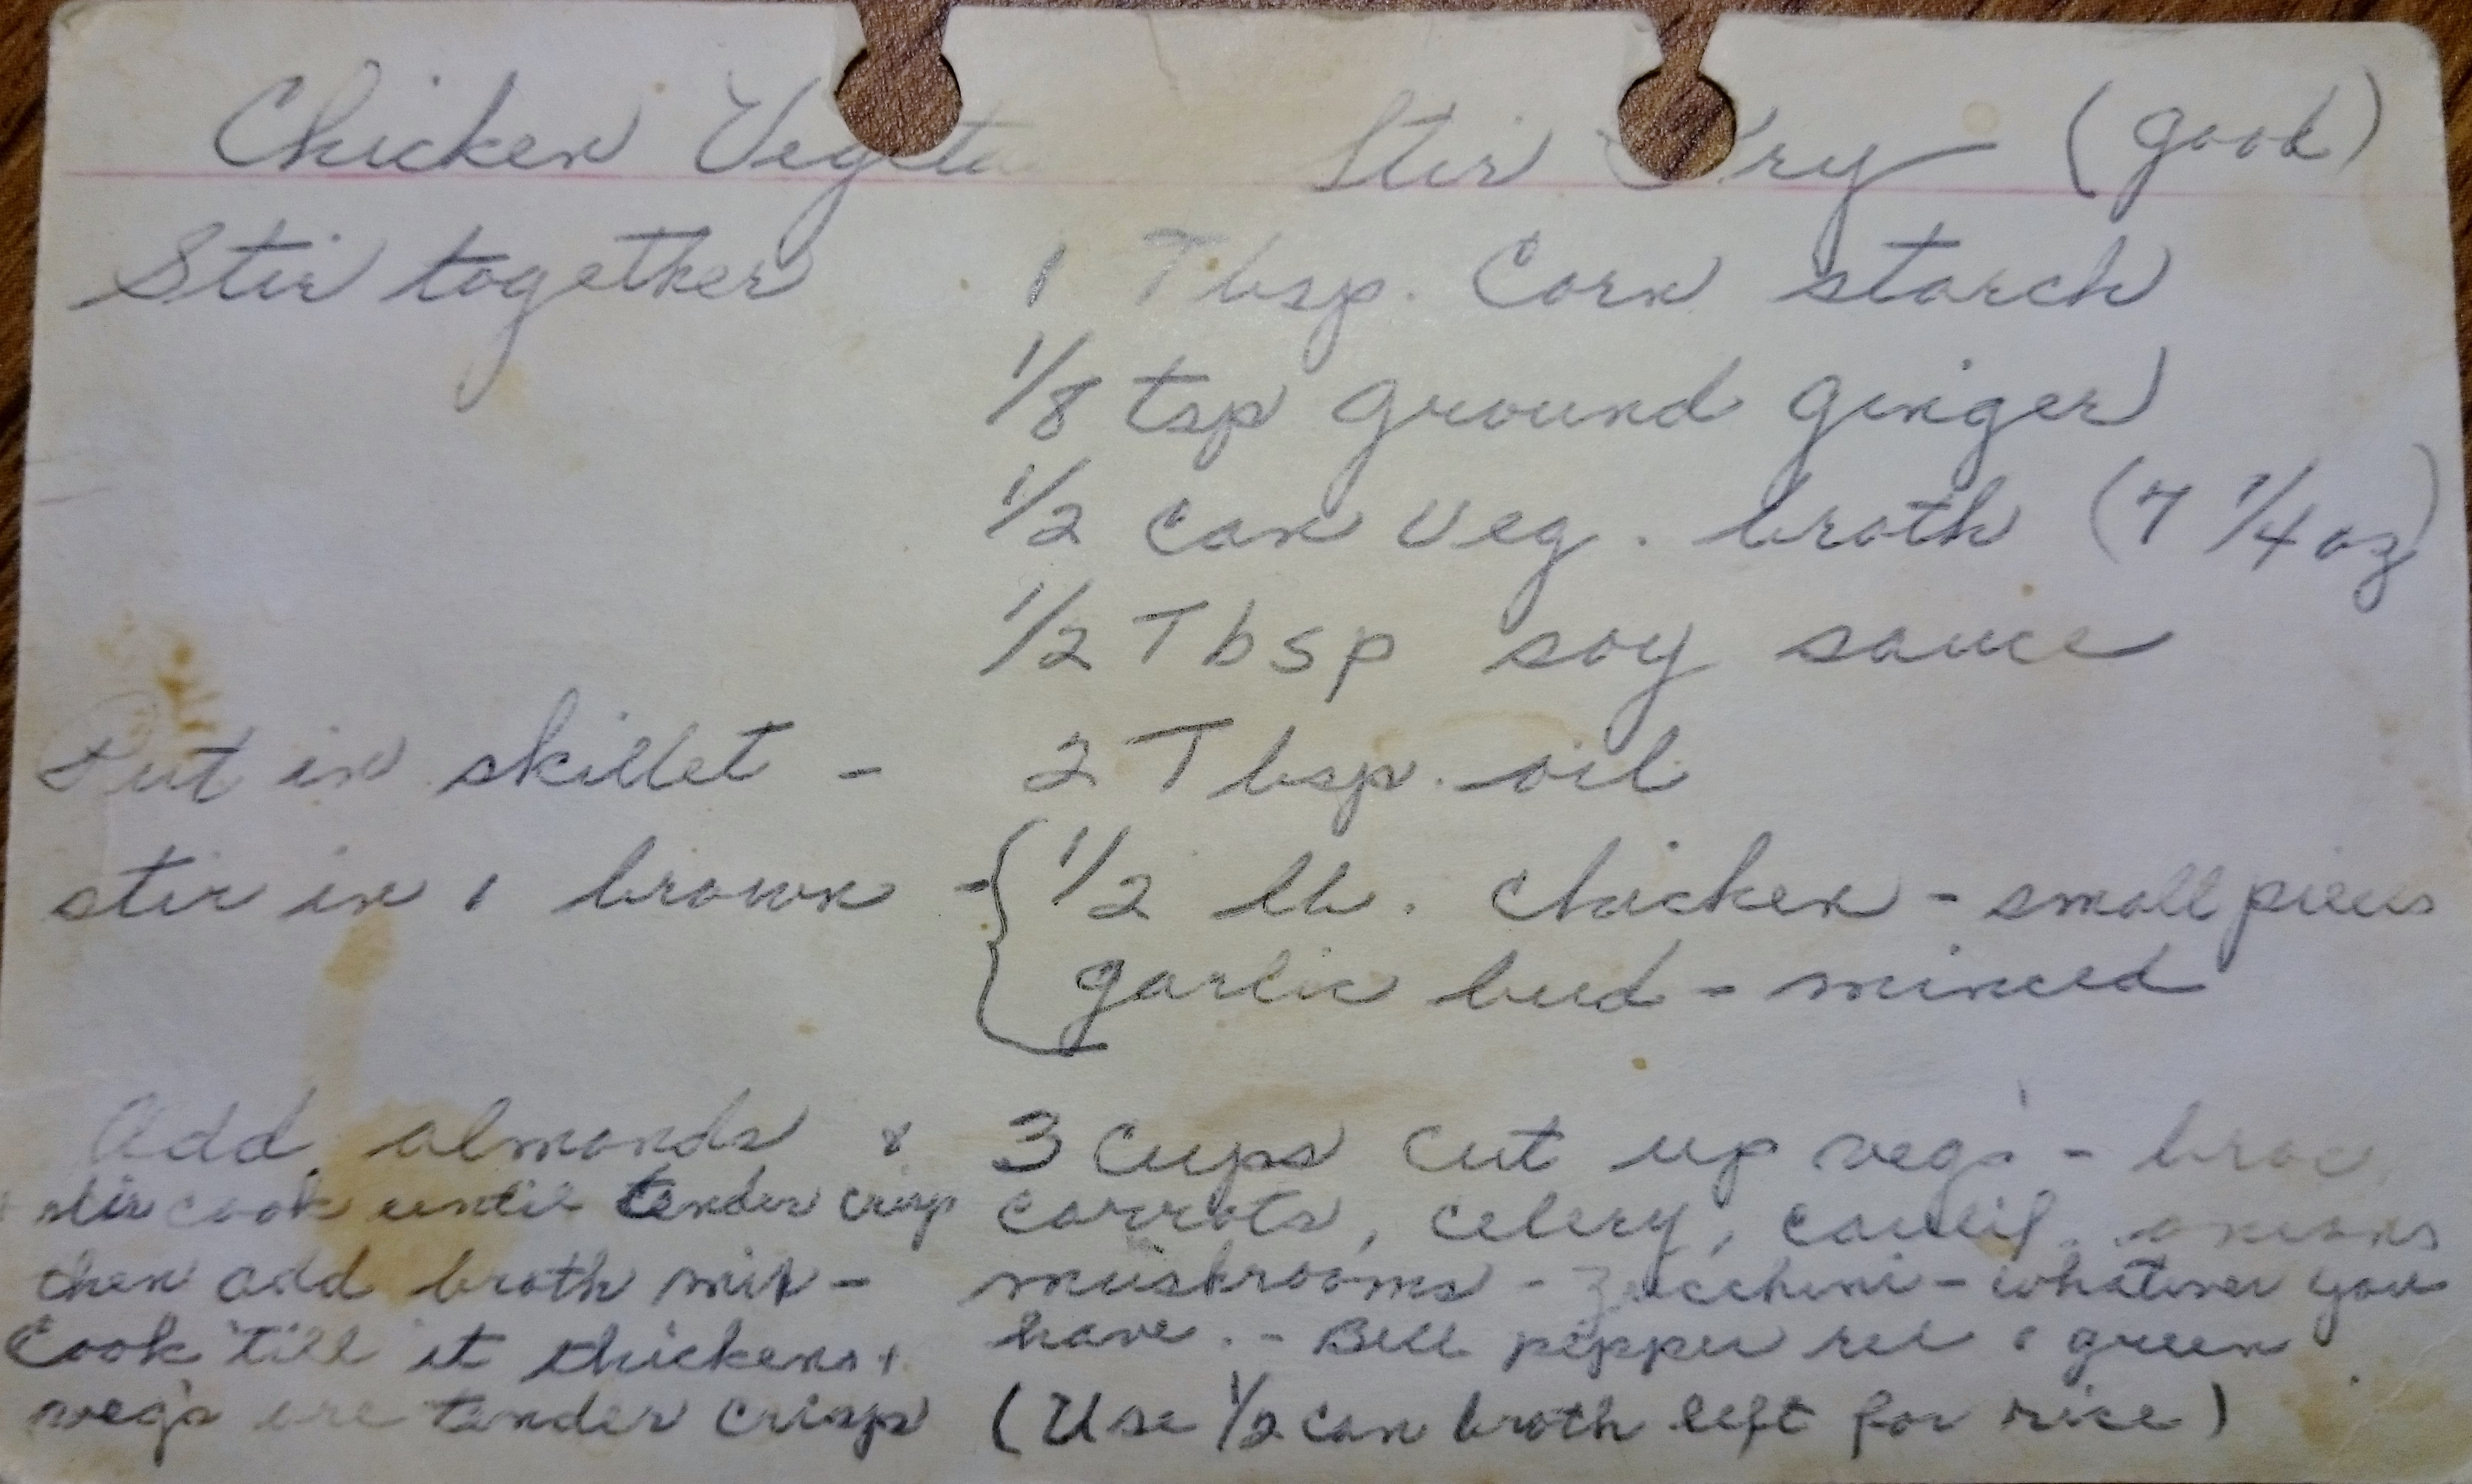 Chicken Vegeta Stir Fry (good)
Stir together 1 Tbsp. Corn starch
1/8 tsp ground ginger
1/2 can veg. broth (7 1/4 oz)
1/2 Tbsp soy sauce
Put in skillet - 2 Tbsp. oil
stir in & brown - { 1/2 lb. chicken - small pieces
garlic bud - minced
Add almonds & 3 cups cut up veg's - broc
stir cook until tender crisp carrots, celery, caulif. onions
then add broth mix - mushrooms - zucchini - whatever you
Cook 'till it thickens + have. - Bell pepper red & green
veg's are tender crisp (Use 1/2 can broth left for rice)